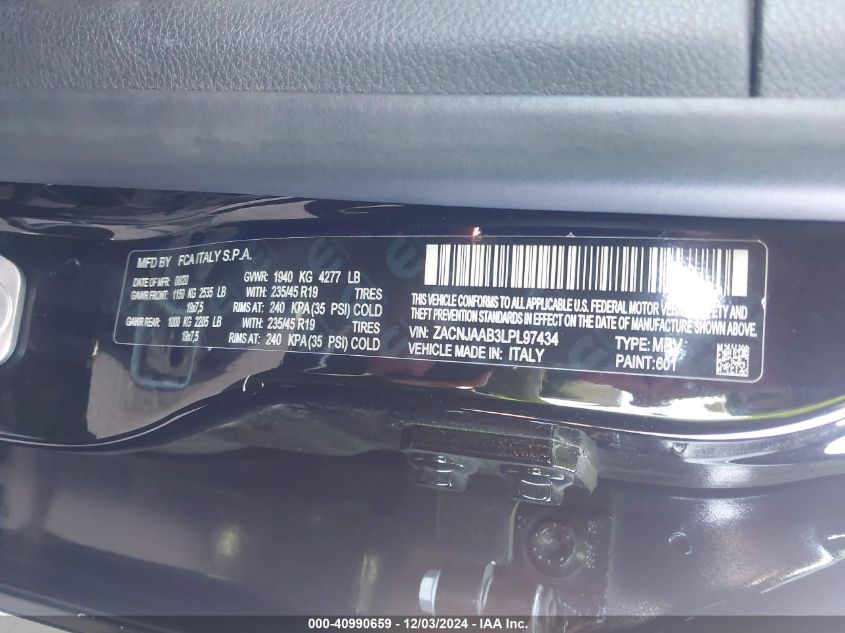 MFD BY FCA ITALY S.P.A.
DATE OF MFR: 08/20 GVWR: 1940 KG 4277 LB
GAWR FRONT: 1150 KG 2535 LB WITH: 235/45 R19 TIRES
19x7,5 RIMS AT: 240 KPA (35 PSI) COLD
GAWR REAR: 1000 KG 2205 LB WITH: 235/45 R19 TIRES
19x7,5 RIMS AT: 240 KPA (35 PSI) COLD
THIS VEHICLE CONFORMS TO ALL APPLICABLE U.S. FEDERAL MOTOR VEHICLE SAFETY AND
THEFT PREVENTION STANDARDS IN EFFECT ON THE DATE OF MANUFACTURE SHOWN ABOVE.
VIN: ZACNJAAB3LPL97434 TYPE: MPV
VEHICLE MADE IN: ITALY PAINT: 601
000-40990659 - 12/03/2024 - IAA Inc.